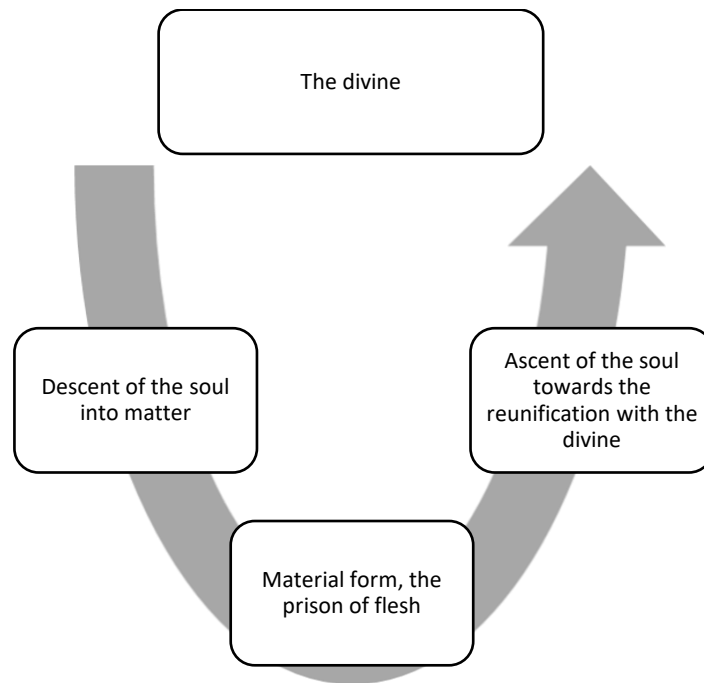 The divine
Descent of the soul
into matter
Ascent of the soul
towards the
reunification with the
divine
Material form, the
prison of flesh